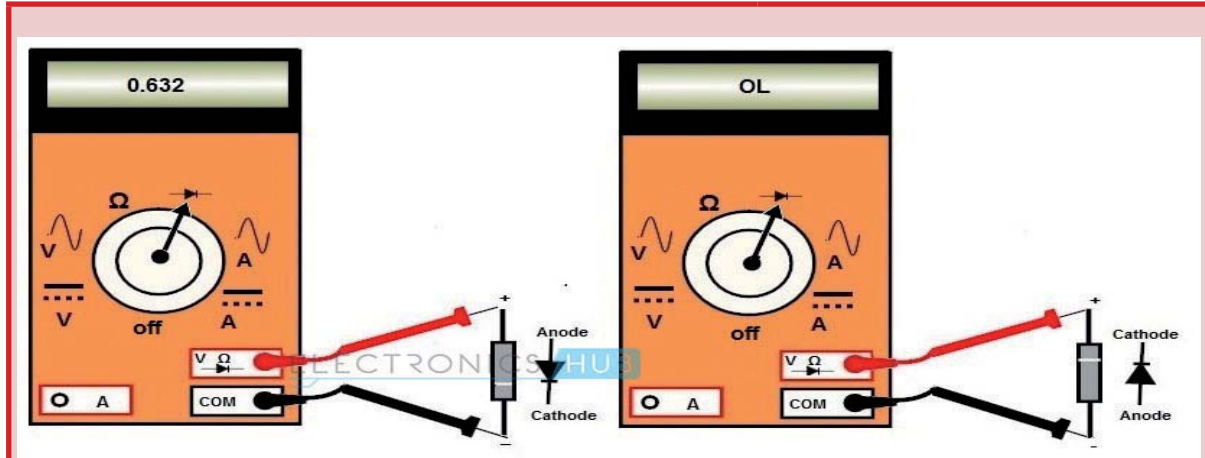 0.632
Ω
V
A
V
A
off
V Ω
A
COM
+
Anode
Cathode
–
ELECTRONICS HUB
OL
Ω
V
A
V
A
off
V Ω
A
COM
+
Cathode
Anode
-